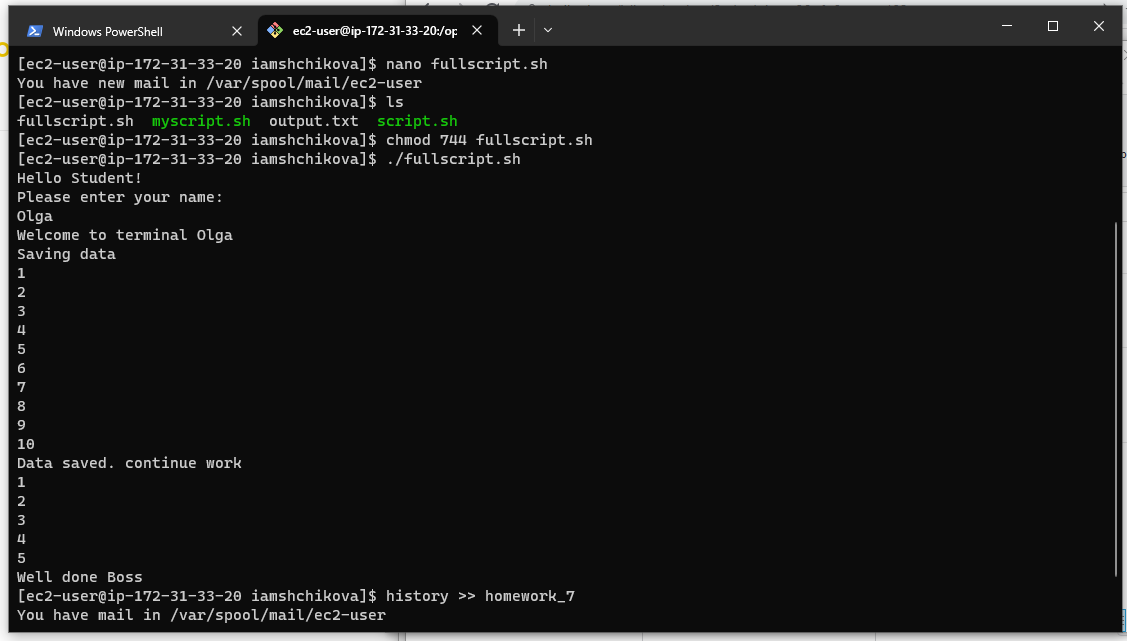 Windows PowerShell
ec2-user@ip-172-31-33-20:/op
[ec2-user@ip-172-31-33-20 iamshchikova]$ nano fullscript.sh
You have new mail in /var/spool/mail/ec2-user
[ec2-user@ip-172-31-33-20 iamshchikova]$ ls
fullscript.sh  myscript.sh  output.txt  script.sh
[ec2-user@ip-172-31-33-20 iamshchikova]$ chmod 744 fullscript.sh
[ec2-user@ip-172-31-33-20 iamshchikova]$ ./fullscript.sh
Hello Student!
Please enter your name:
Olga
Welcome to terminal Olga
Saving data
1
2
3
4
5
6
7
8
9
10
Data saved. continue work
1
2
3
4
5
Well done Boss
[ec2-user@ip-172-31-33-20 iamshchikova]$ history >> homework_7
You have mail in /var/spool/mail/ec2-user